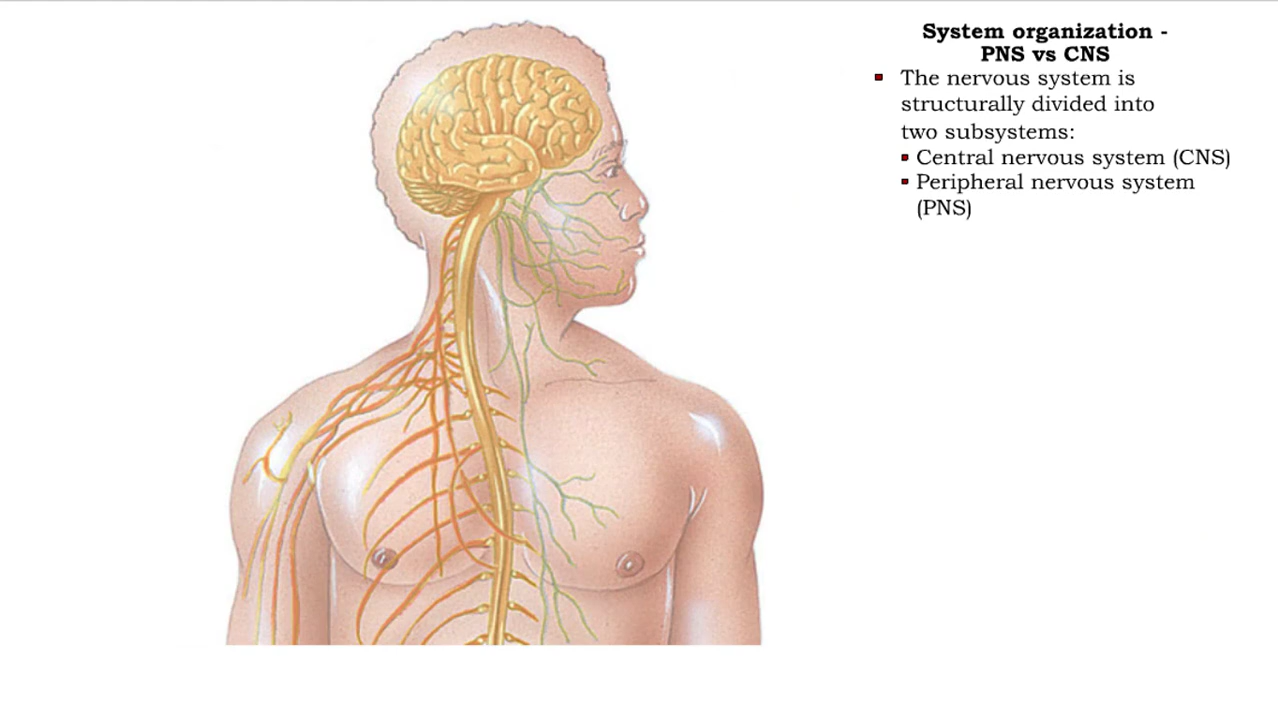 System organization -
PNS vs CNS
The nervous system is
structurally divided into
two subsystems:
Central nervous system (CNS)
Peripheral nervous system
(PNS)